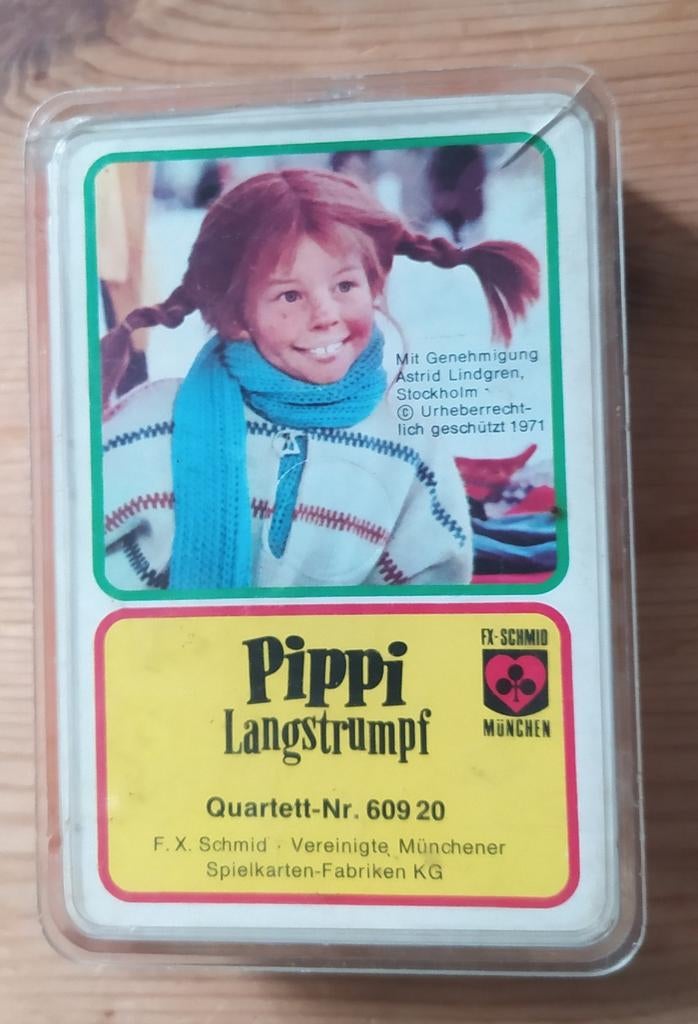 Mit Genehmigung
Astrid Lindgren,
Stockholm
© Urheberrecht-
lich geschützt 1971
Pippi
Langstrumpf
FX-SCHMID
MÜNCHEN
Quartett-Nr. 609 20
F. X. Schmid · Vereinigte Münchener
Spielkarten-Fabriken KG